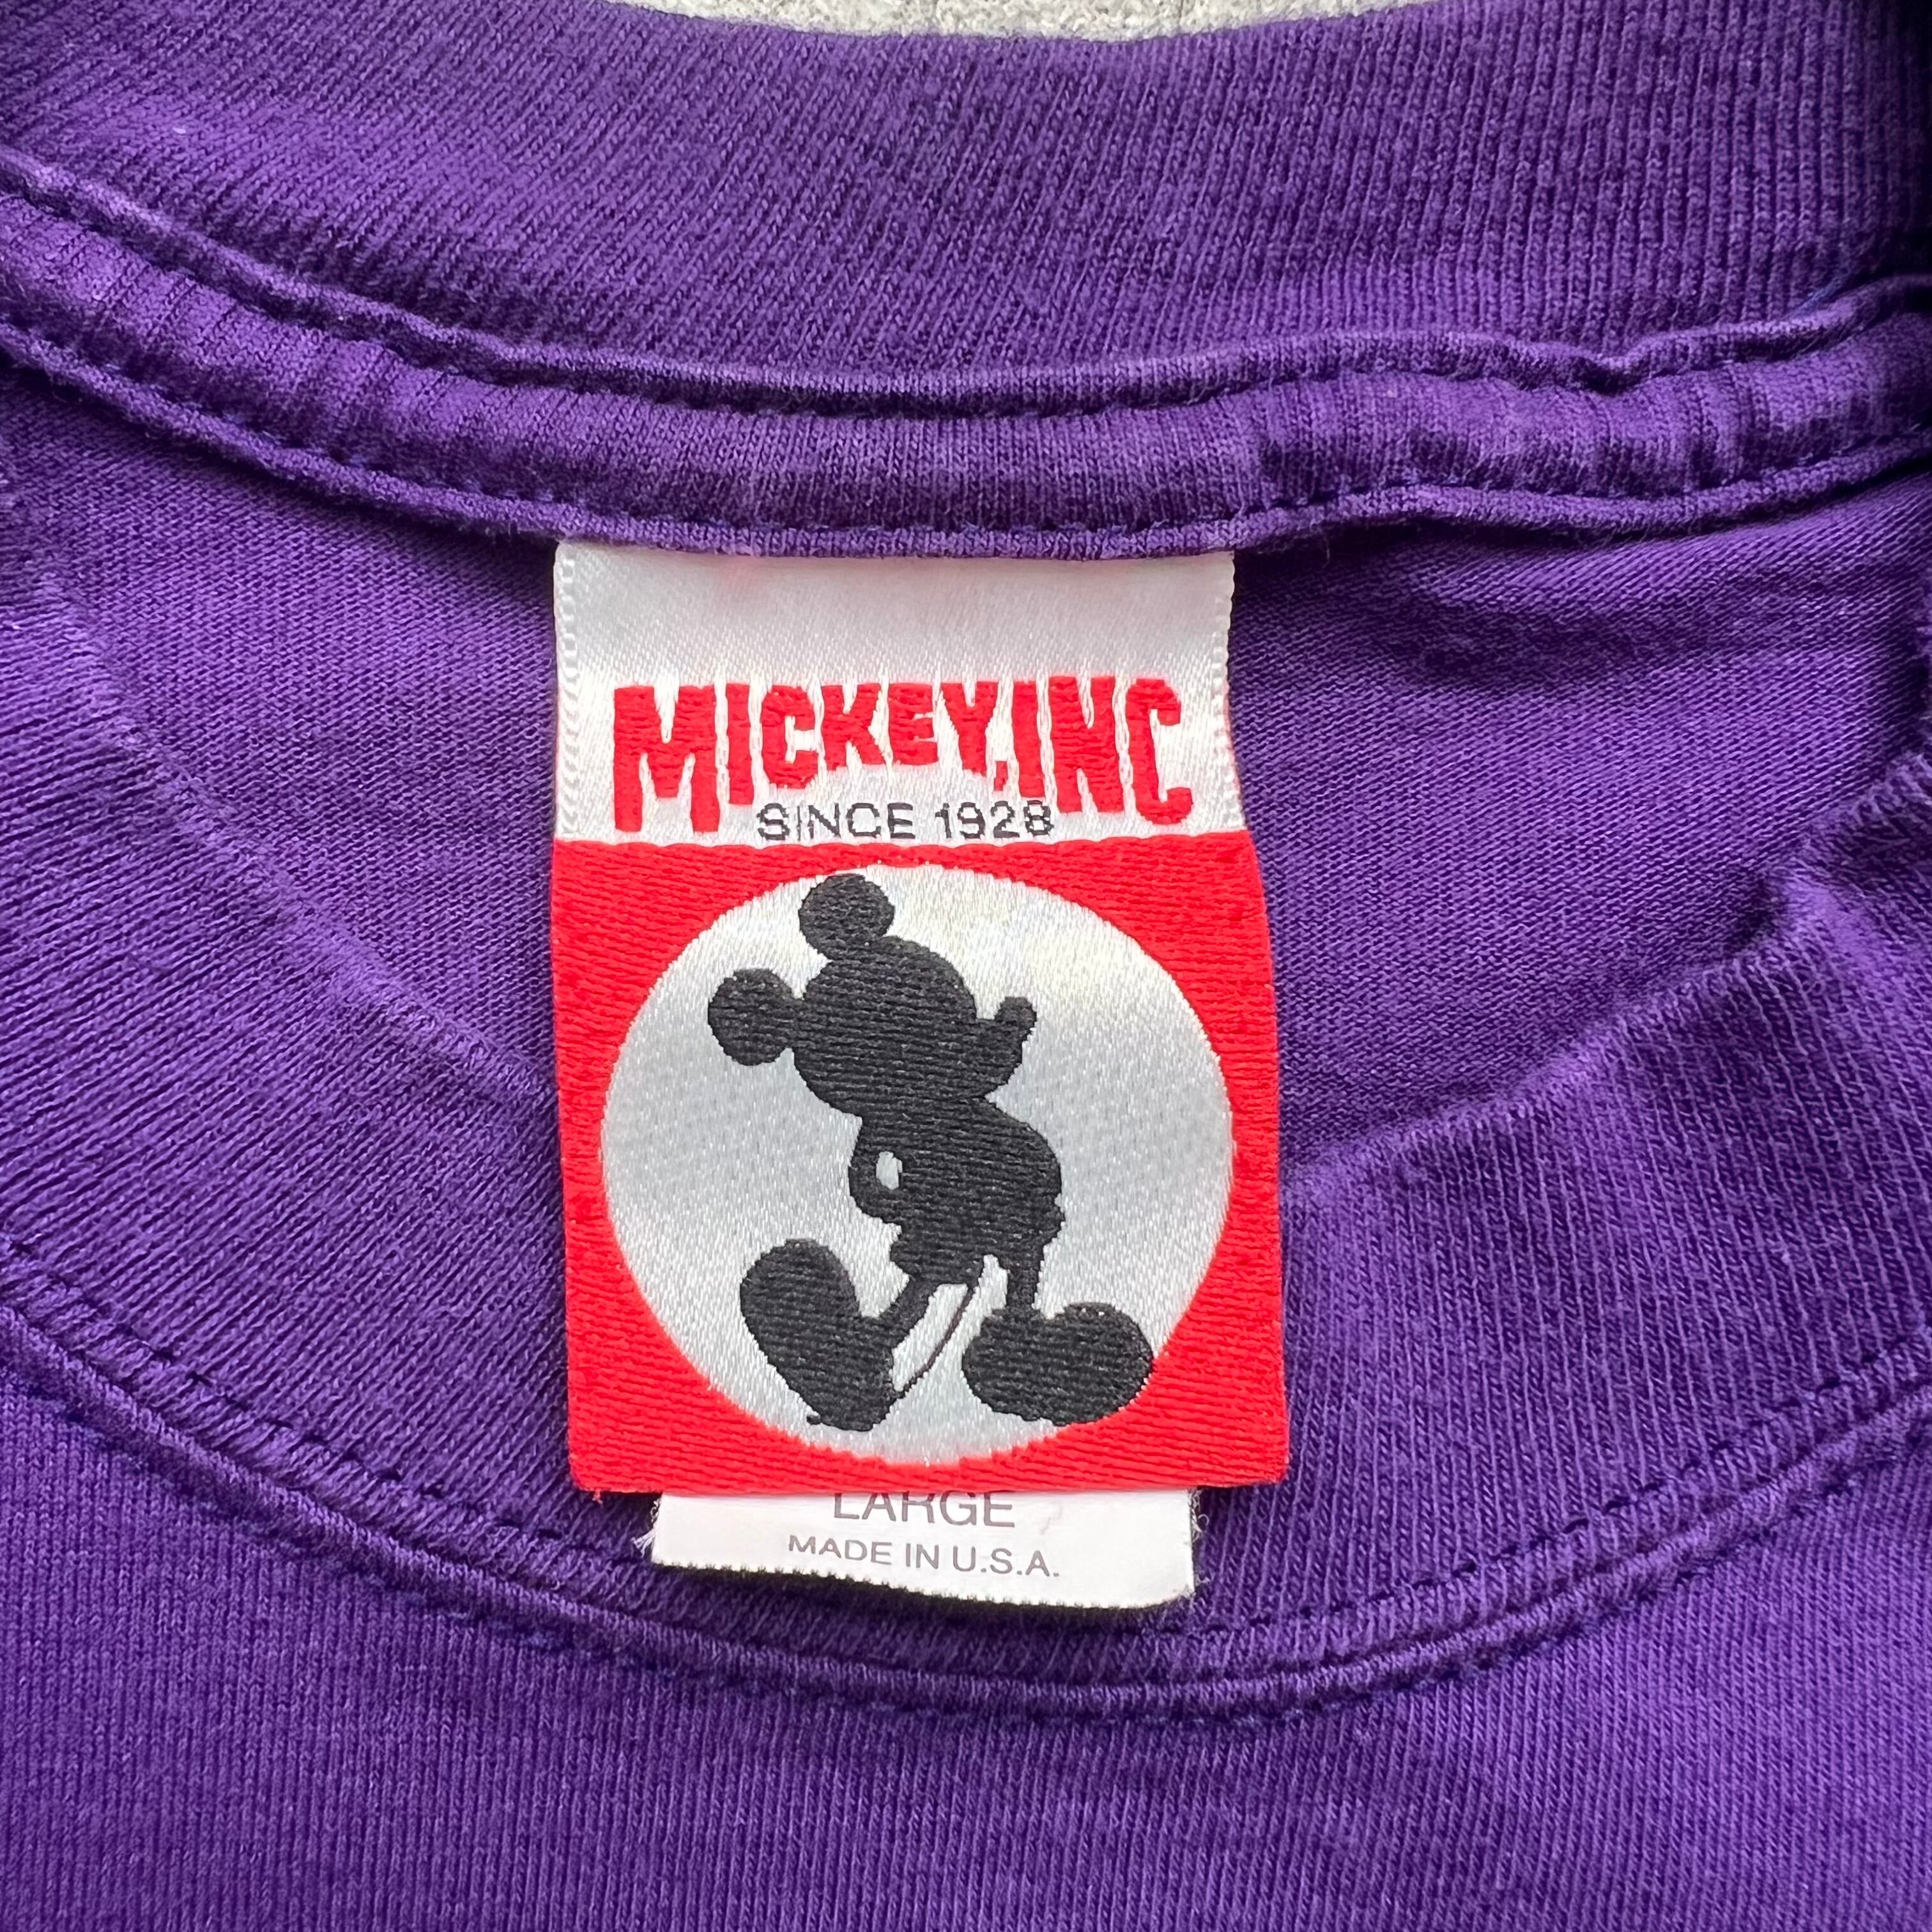 MICKEY, INC
SINCE 1928
LARGE
MADE IN U.S.A.